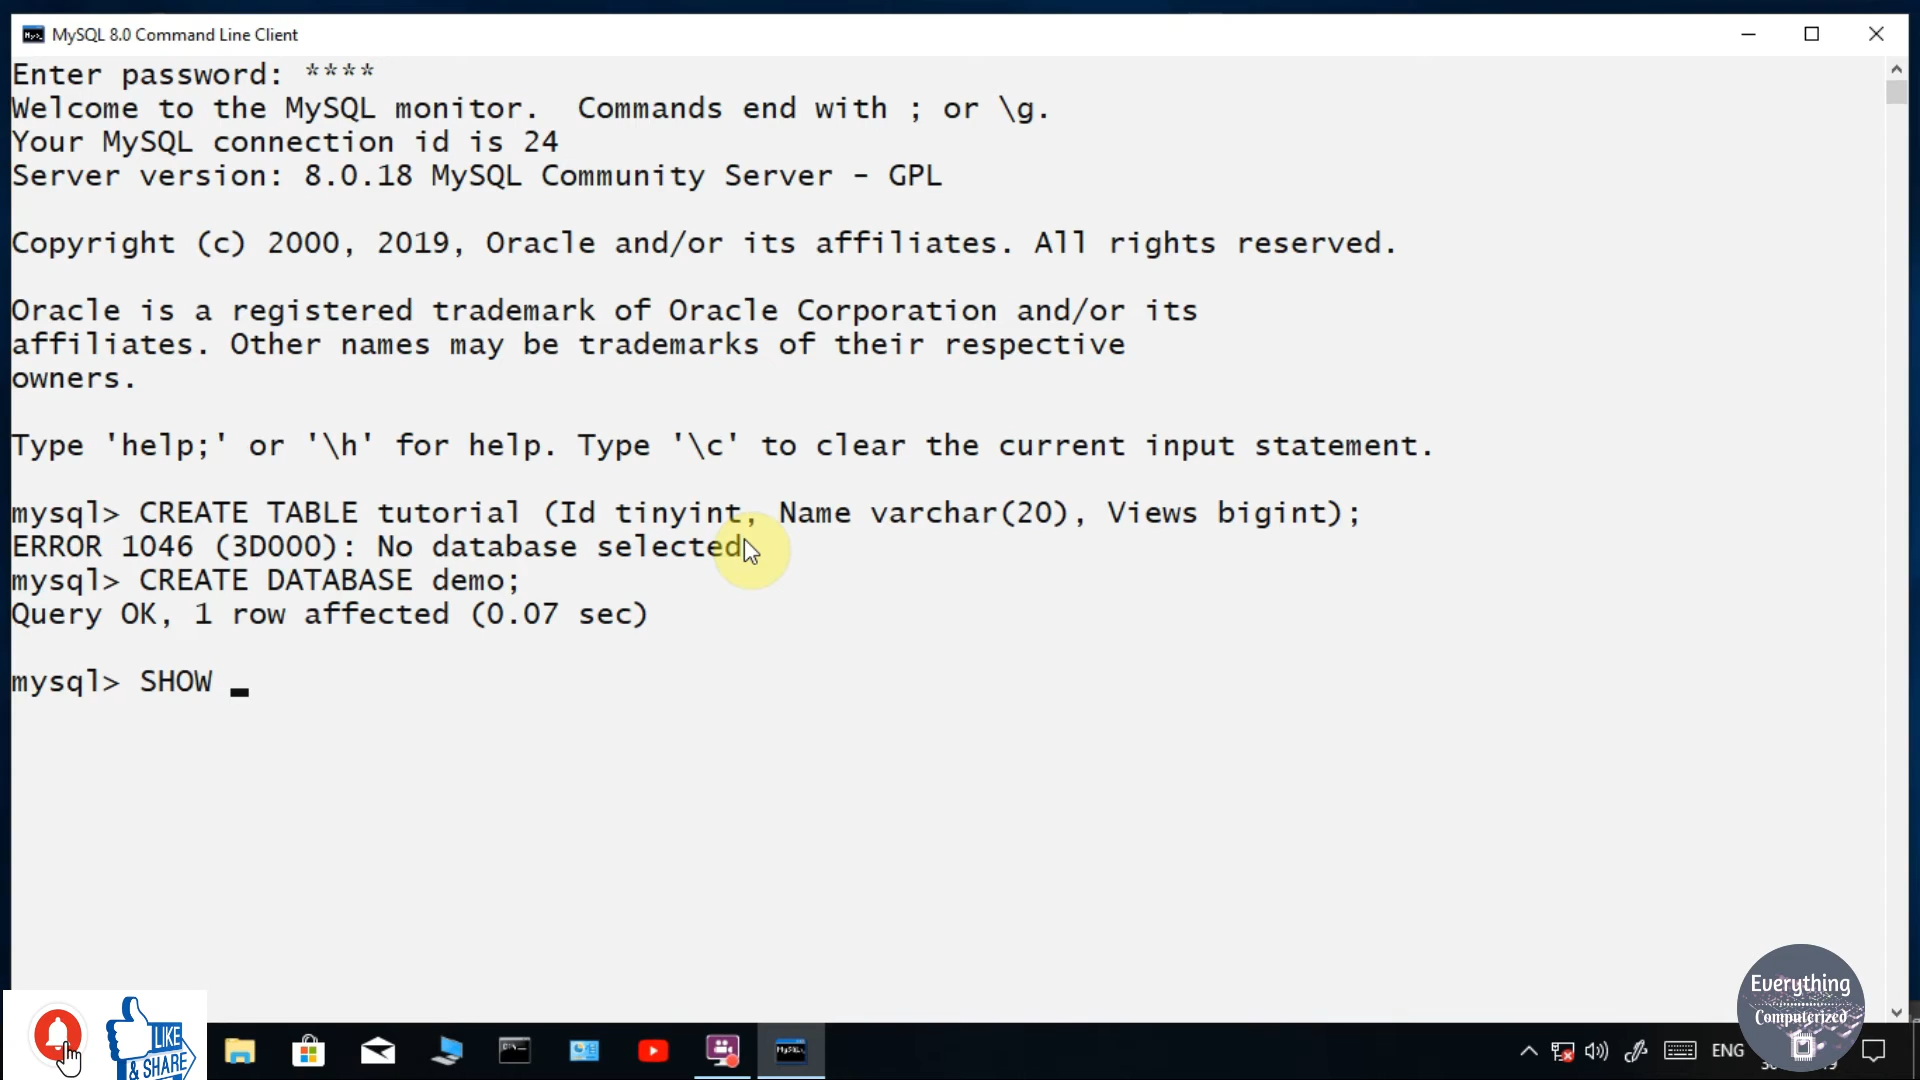 MySQL 8.0 Command Line Client
Enter password: ****
Welcome to the MySQL monitor.  Commands end with ; or \g.
Your MySQL connection id is 24
Server version: 8.0.18 MySQL Community Server - GPL
Copyright (c) 2000, 2019, Oracle and/or its affiliates. All rights reserved.
Oracle is a registered trademark of Oracle Corporation and/or its
affiliates. Other names may be trademarks of their respective
owners.
Type 'help;' or '\h' for help. Type '\c' to clear the current input statement.
mysql> CREATE TABLE tutorial (Id tinyint, Name varchar(20), Views bigint);
ERROR 1046 (3D000): No database selected
mysql> CREATE DATABASE demo;
Query OK, 1 row affected (0.07 sec)
mysql> SHOW _
Everything
Computerized
LIKE
& SHARE
ENG